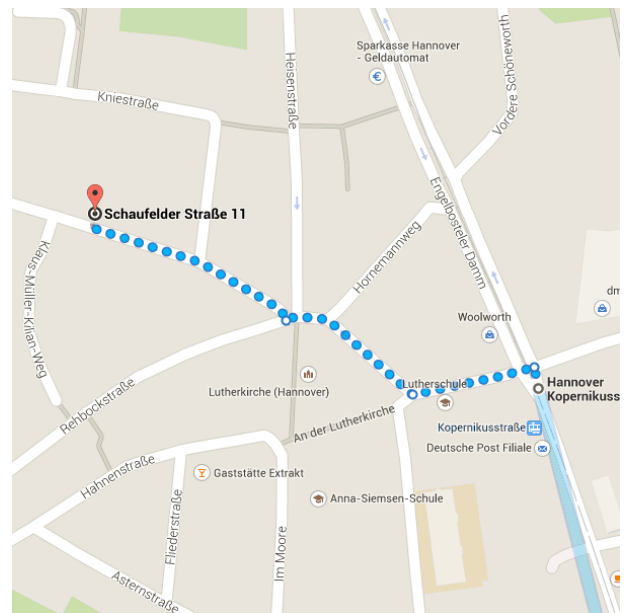 Sparkasse Hannover
- Geldautomat
Heisenstraße
Vordere Schöneworth
Kniestraße
Engelbosteler Damm
Schaufelder Straße 11
Klaus-Müller-Kilian-Weg
Hornemannweg
dm
Woolworth
Lutherkirche (Hannover)
Lutherschule
Hannover
Kopernikuss
Rehbockstraße
An der Lutherkirche
Kopernikusstraße
Deutsche Post Filiale
Hahnenstraße
Gaststätte Extrakt
Anna-Siemsen-Schule
Fliederstraße
Im Moore
Asternstraße